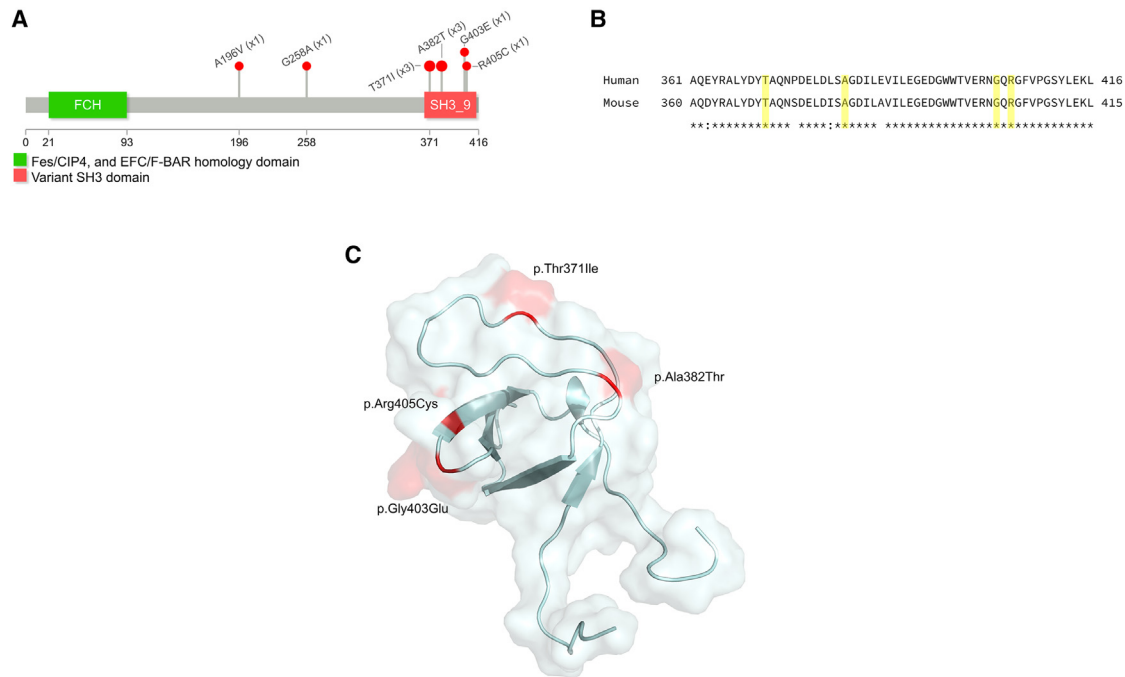 A
A196V (x1)
G258A (x1)
T371I (x3)
A382T (x3)
G403E (x1)
R405C (x1)
FCH
SH3_9
0 21 93 196 258 371 416
Fes/CIP4, and EFC/F-BAR homology domain
Variant SH3 domain
B
Human 361 AQEYRALYDYTAQNPDELDLSAGDILEVILEGEDGWWTVERNGQRGFVPGSYLEKL 416
Mouse 360 AQDYRALYDYTAQNSDELDISAGDILAVILEGEDGWWTVERNGQRGFVPGSYLEKL 415
**:*********** ****:****** ***************************** 
C
p.Thr371Ile
p.Ala382Thr
p.Arg405Cys
p.Gly403Glu